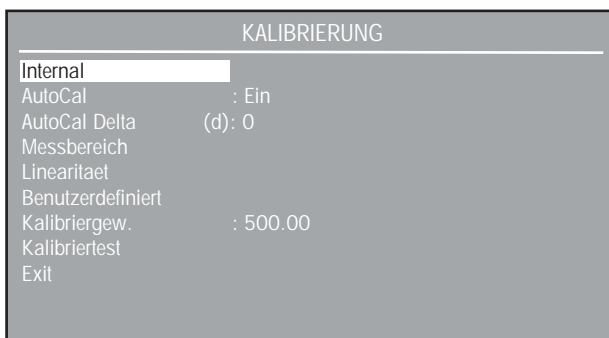 KALIBRIERUNG
Internal
AutoCal : Ein
AutoCal Delta (d): 0
Messbereich
Linearitaet
Benutzerdefiniert
Kalibriergew. : 500.00
Kalibriertest
Exit